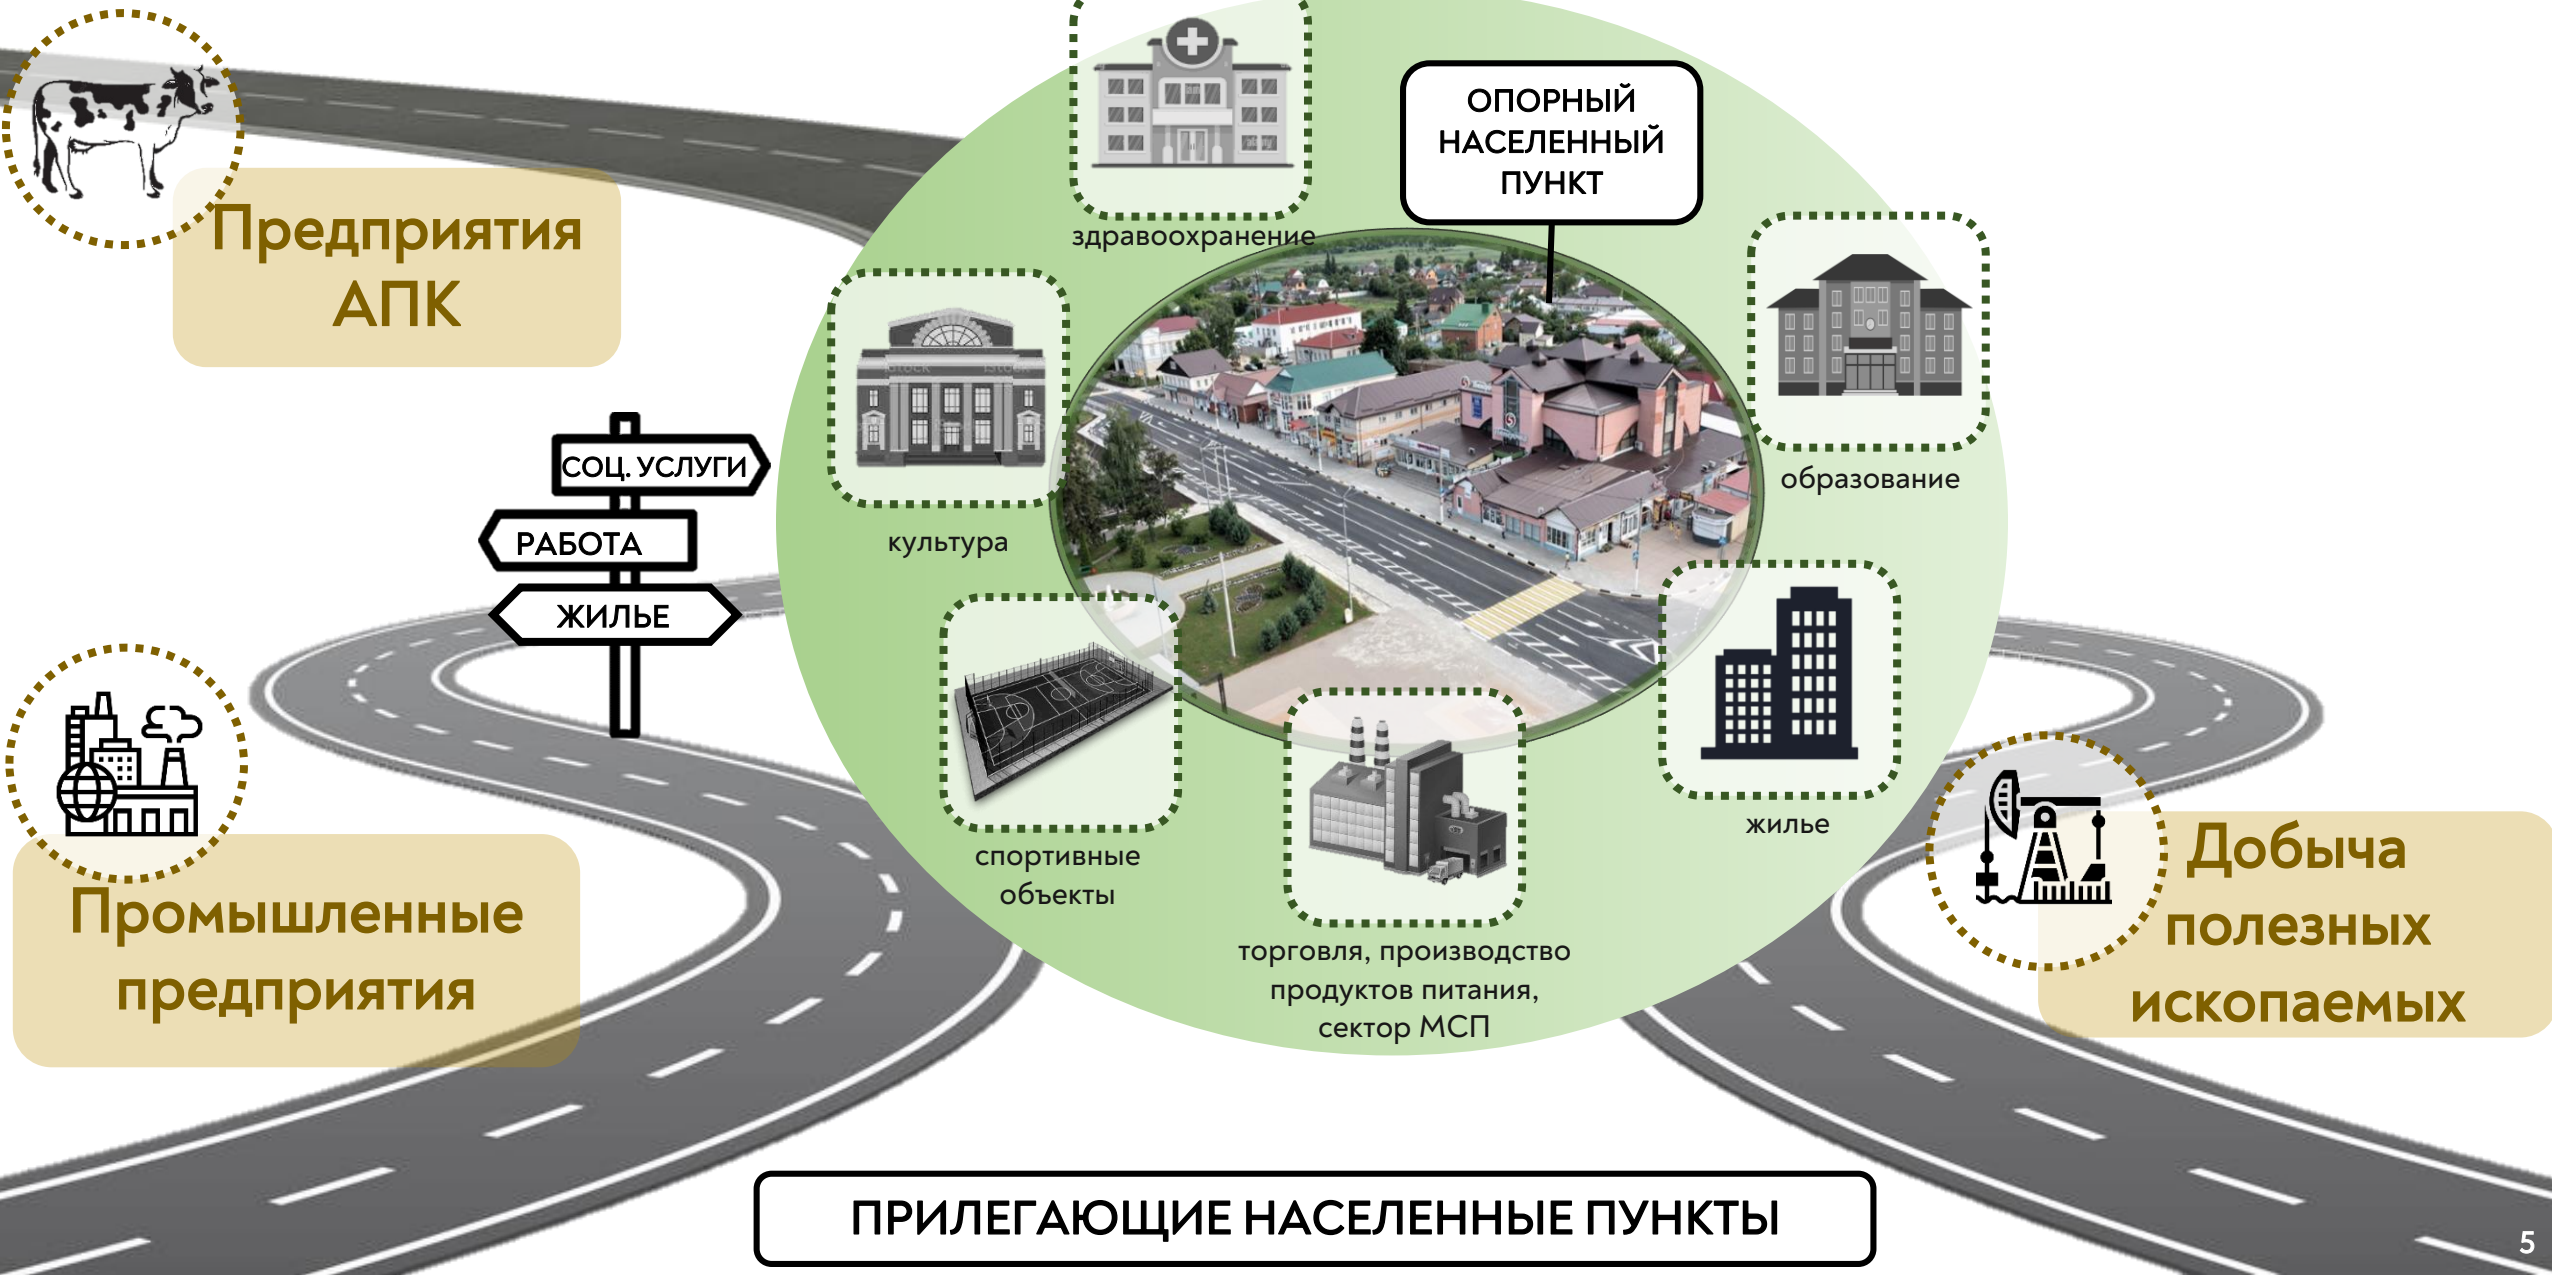 ОПОРНЫЙ
НАСЕЛЕННЫЙ
ПУНКТ
здравоохранение
Предприятия
АПК
СОЦ. УСЛУГИ
РАБОТА
ЖИЛЬЕ
культура
образование
жилье
спортивные
объекты
торговля, производство
продуктов питания,
сектор МСП
Промышленные
предприятия
Добыча
полезных
ископаемых
ПРИЛЕГАЮЩИЕ НАСЕЛЕННЫЕ ПУНКТЫ
5